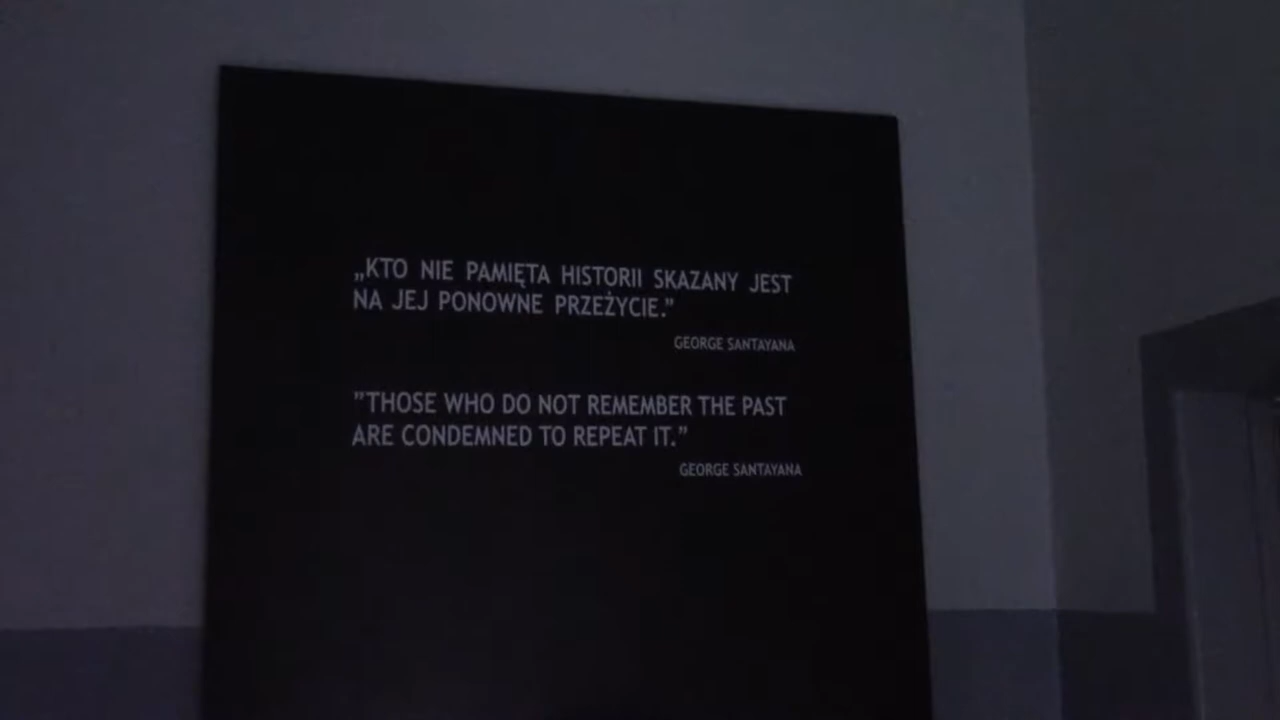 „KTO NIE PAMIĘTA HISTORII SKAZANY JEST
NA JEJ PONOWNE PRZEŻYCIE.”
GEORGE SANTAYANA
”THOSE WHO DO NOT REMEMBER THE PAST
ARE CONDEMNED TO REPEAT IT.”
GEORGE SANTAYANA